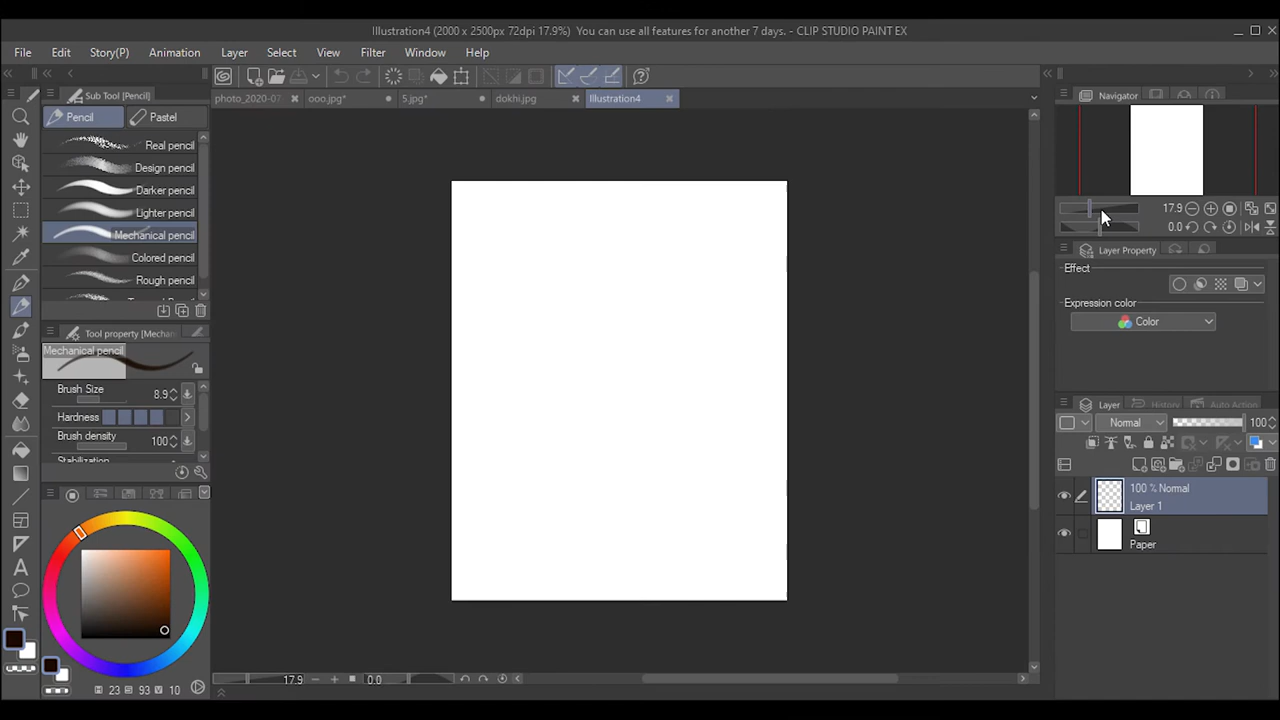 Illustration4 (2000 x 2500px 72dpi 17.9%) You can use all features for another 7 days. - CLIP STUDIO PAINT EX
File Edit Story(P) Animation Layer Select View Filter Window Help
Sub Tool [Pencil]
photo_2020-07 ooo.jpg* 5.jpg* dokhi.jpg Illustration4
Navigator
Pencil Pastel
Real pencil
Design pencil
Darker pencil
Lighter pencil
Mechanical pencil
Colored pencil
Rough pencil
17.9
0.0
Layer Property
Effect
Expression color
Color
Tool property [Mechan
Mechanical pencil
Brush Size 8.9
Hardness
Brush density 100
Stabilization
Layer History Auto Action
Normal 100
100 % Normal
Layer 1
Paper
17.9 0.0
H 23 S 93 V 10